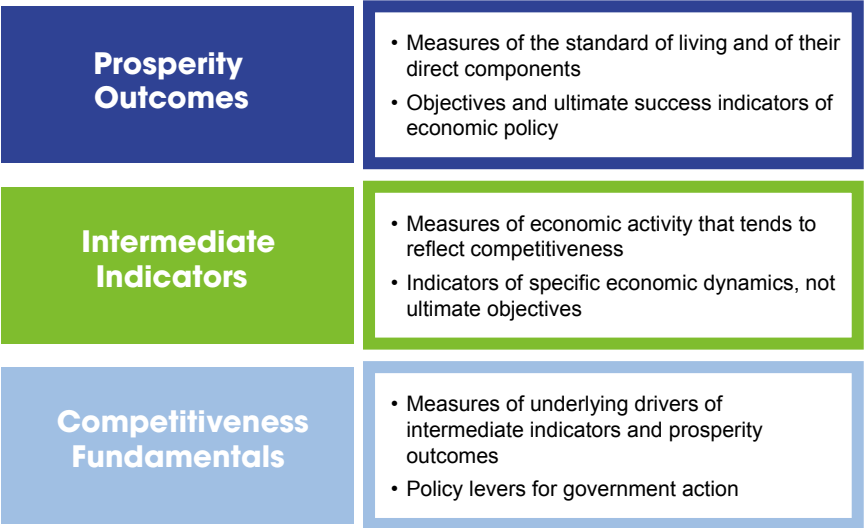 Prosperity
Outcomes
• Measures of the standard of living and of their
direct components
• Objectives and ultimate success indicators of
economic policy
Intermediate
Indicators
• Measures of economic activity that tends to
reflect competitiveness
• Indicators of specific economic dynamics, not
ultimate objectives
Competitiveness
Fundamentals
• Measures of underlying drivers of
intermediate indicators and prosperity
outcomes
• Policy levers for government action